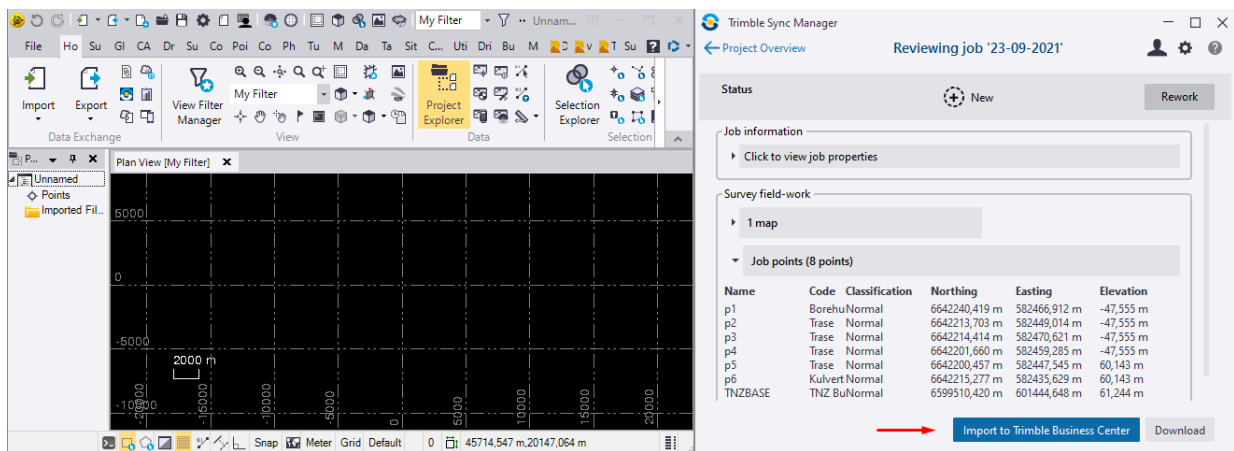 My Filter
Unnam...
File Ho Su GI CA Dr Su Co Poi Co Ph Tu M Da Ta Sit C... Uti Dri Bu M T Su
Import
Export
Data Exchange
View Filter
Manager
My Filter
View
Project
Explorer
Data
Selection
Explorer
Selection
P...
Unnamed
Points
Imported Fil...
Plan View [My Filter]
5000
0
-5000
2000 m
-10000
-20000
-15000
-10000
-5000
0
5000
10000
15000
20000
Snap Meter Grid Default 0 45714,547 m,20147,064 m
Trimble Sync Manager
Project Overview
Reviewing job '23-09-2021'
Status
New
Rework
Job information
Click to view job properties
Survey field-work
1 map
Job points (8 points)
Name Code Classification Northing Easting Elevation
p1 Borehu Normal 6642240,419 m 582466,912 m -47,555 m
p2 Trase Normal 6642213,703 m 582449,014 m -47,555 m
p3 Trase Normal 6642214,414 m 582470,621 m -47,555 m
p4 Trase Normal 6642201,660 m 582459,285 m -47,555 m
p5 Trase Normal 6642200,457 m 582447,545 m 60,143 m
p6 Kulvert Normal 6642215,277 m 582435,629 m 60,143 m
TNZBASE TNZ Bu Normal 6599510,420 m 601444,648 m 61,244 m
Import to Trimble Business Center
Download